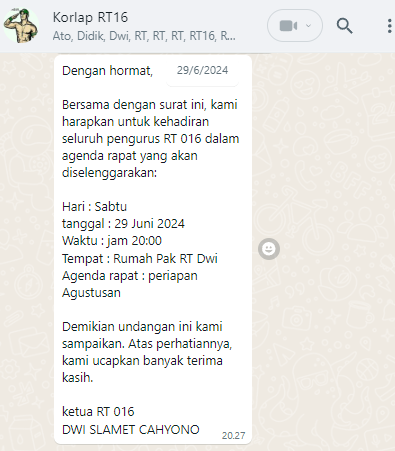 Korlap RT16
Ato, Didik, Dwi, RT, RT, RT, RT16, R...
Dengan hormat,
29/6/2024
Bersama dengan surat ini, kami
harapkan untuk kehadiran
seluruh pengurus RT 016 dalam
agenda rapat yang akan
diselenggarakan:
Hari : Sabtu
tanggal : 29 Juni 2024
Waktu : jam 20:00
Tempat : Rumah Pak RT Dwi
Agenda rapat : periapan
Agustusan
Demikian undangan ini kami
sampaikan. Atas perhatiannya,
kami ucapkan banyak terima
kasih.
ketua RT 016
DWI SLAMET CAHYONO
20.27